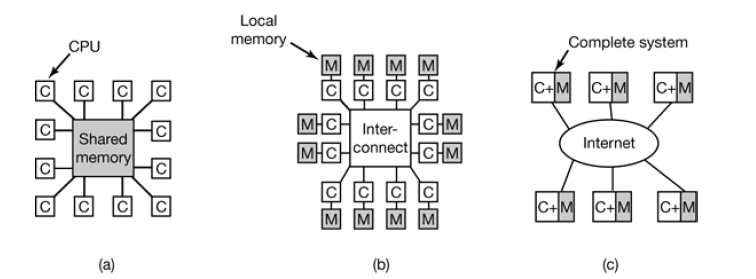 CPU
C C C C
C
C
Shared
memory
C
C
C C C C
(a)
Local
memory
M M M M
C C C C
M C
M C
Inter-
connect
C M
C M
C C C C
M M M M
(b)
Complete system
C+ M C+ M C+ M
Internet
C+ M C+ M C+ M
(c)